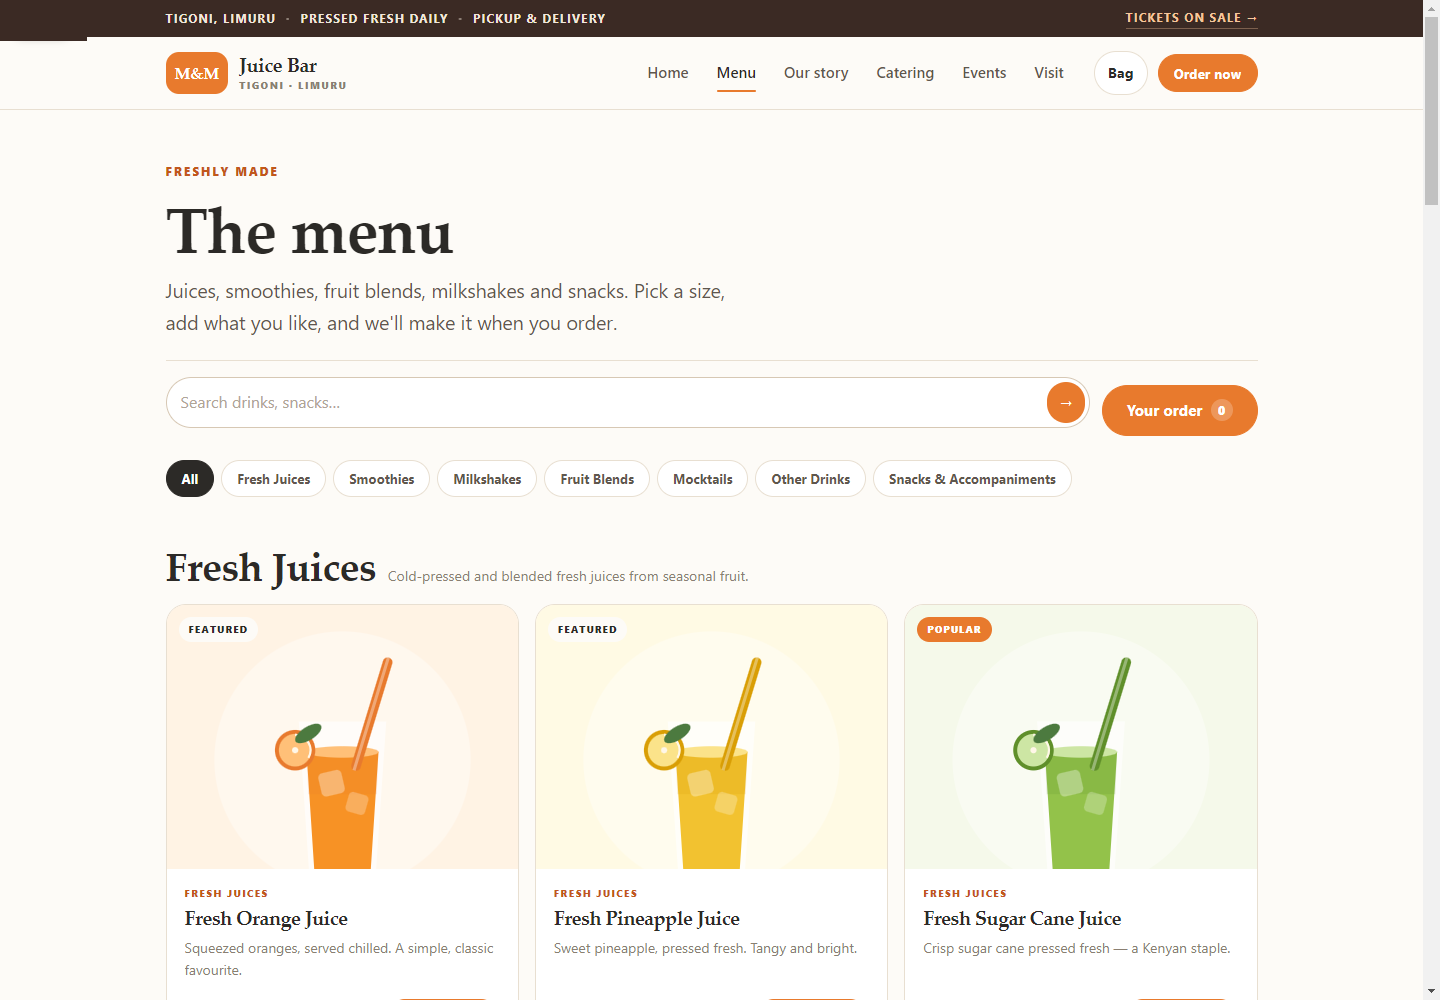 TIGONI, LIMURU · PRESSED FRESH DAILY · PICKUP & DELIVERY
TICKETS ON SALE →
M&M
Juice Bar
TIGONI · LIMURU
Home
Menu
Our story
Catering
Events
Visit
Bag
Order now
FRESHLY MADE
The menu
Juices, smoothies, fruit blends, milkshakes and snacks. Pick a size,
add what you like, and we'll make it when you order.
Search drinks, snacks...
→
Your order 0
All
Fresh Juices
Smoothies
Milkshakes
Fruit Blends
Mocktails
Other Drinks
Snacks & Accompaniments
Fresh Juices
Cold-pressed and blended fresh juices from seasonal fruit.
FEATURED
FRESH JUICES
Fresh Orange Juice
Squeezed oranges, served chilled. A simple, classic
favourite.
FEATURED
FRESH JUICES
Fresh Pineapple Juice
Sweet pineapple, pressed fresh. Tangy and bright.
POPULAR
FRESH JUICES
Fresh Sugar Cane Juice
Crisp sugar cane pressed fresh — a Kenyan staple.